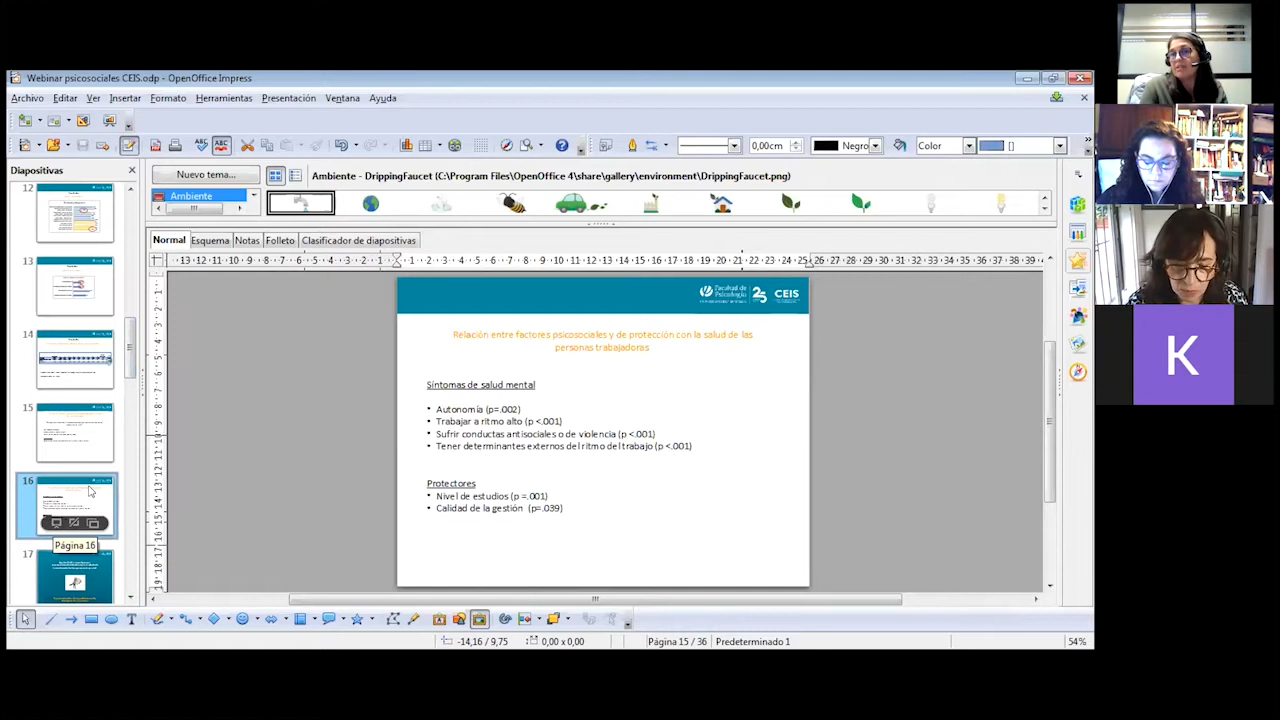 Webinar psicosociales CEIS.odp - OpenOffice Impress
Archivo Editar Ver Insertar Formato Herramientas Presentación Ventana Ayuda
0,00cm Negro Color []
Diapositivas
Nuevo tema...
Ambiente - DrippingFaucet (C:\Program Files\OpenOffice 4\share\gallery\environment\DrippingFaucet.png)
Ambiente
Normal Esquema Notas Folleto Clasificador de diapositivas
12
13
14
15
16
Página 16
17
Facultad de
Psicología
25 CEIS
Relación entre factores psicosociales y de protección con la salud de las
personas trabajadoras
Síntomas de salud mental
• Autonomía (p=.002)
• Trabajar a ritmo alto (p <.001)
• Sufrir conductas antisociales o de violencia (p <.001)
• Tener determinantes externos del ritmo del trabajo (p <.001)
Protectores
• Nivel de estudios (p =.001)
• Calidad de la gestión (p=.039)
K
-14,16 / 9,75 0,00 x 0,00 Página 15 / 36 Predeterminado 1 54%